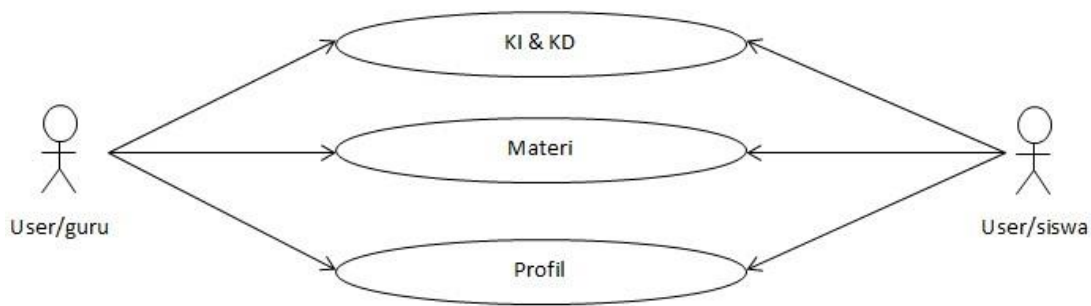 KI & KD
Materi
User/guru
User/siswa
Profil